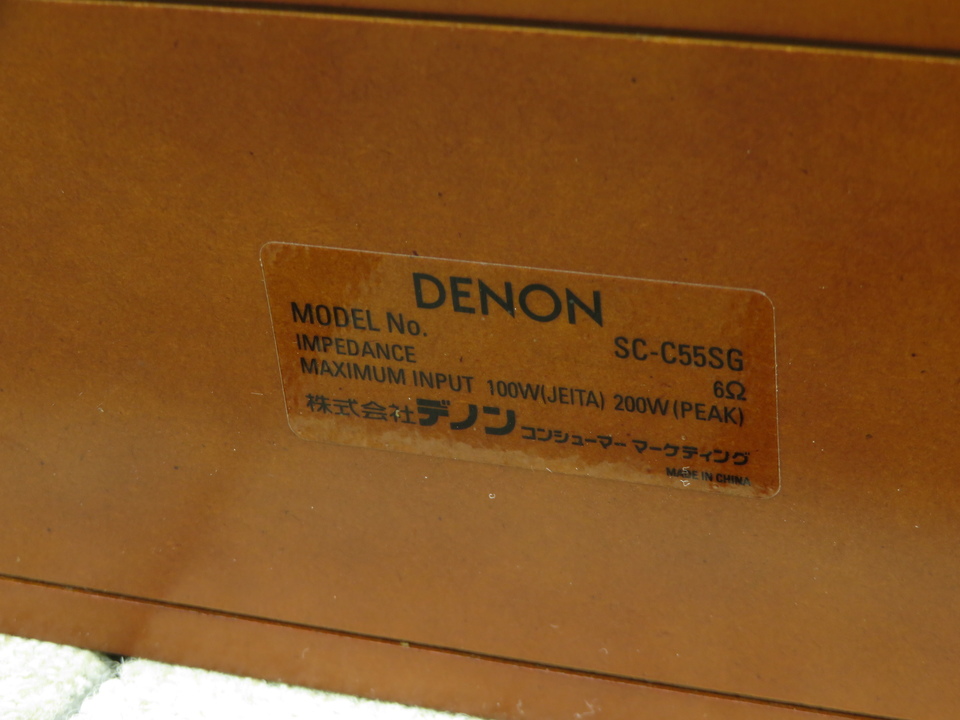 DENON
MODEL No. SC-C55SG
IMPEDANCE 6Ω
MAXIMUM INPUT 100W(JEITA) 200W(PEAK)
株式会社デノン コンシューマー マーケティング
MADE IN CHINA